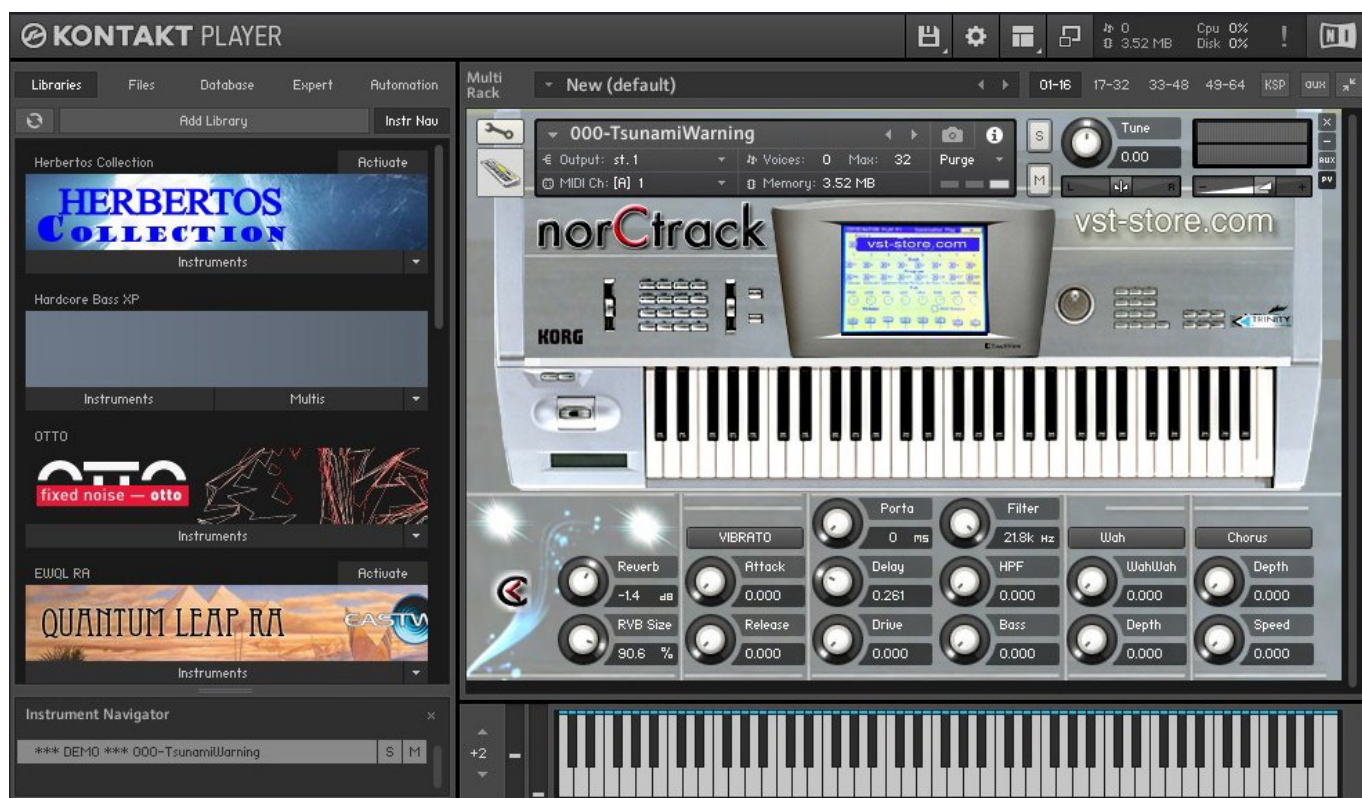 KONTAKT PLAYER
0
3.52 MB
Cpu 0%
Disk 0%
!
NI
Libraries Files Database Expert Automation
Add Library Instr Nav
Herbertos Collection Activate
HERBERTOS
COLLECTION
Instruments
Hardcore Bass XP
Instruments Multis
OTTO
OTTO
fixed noise — otto
Instruments
EWQL RA Activate
QUANTUM LEAP RA
EASTW
Instruments
Instrument Navigator ×
*** DEMO *** 000-TsunamiWarning S M
Multi
Rack
New (default)
01-16 17-32 33-48 49-64 KSP aux
000-TsunamiWarning
Output: st. 1 Voices: 0 Max: 32 Purge
MIDI Ch: [A] 1 Memory: 3.52 MB
S
M
Tune
0.00
L R
- +
×
-
AUX
PV
norCtrack
vst-store.com
vst-store.com
KORG
TRINITY
Porta
0 ms
Filter
21.8k Hz
VIBRATO
Wah
Chorus
Reverb
-1.4 dB
Attack
0.000
Delay
0.261
HPF
0.000
WahWah
0.000
Depth
0.000
RVB Size
90.6 %
Release
0.000
Drive
0.000
Bass
0.000
Depth
0.000
Speed
0.000
+2